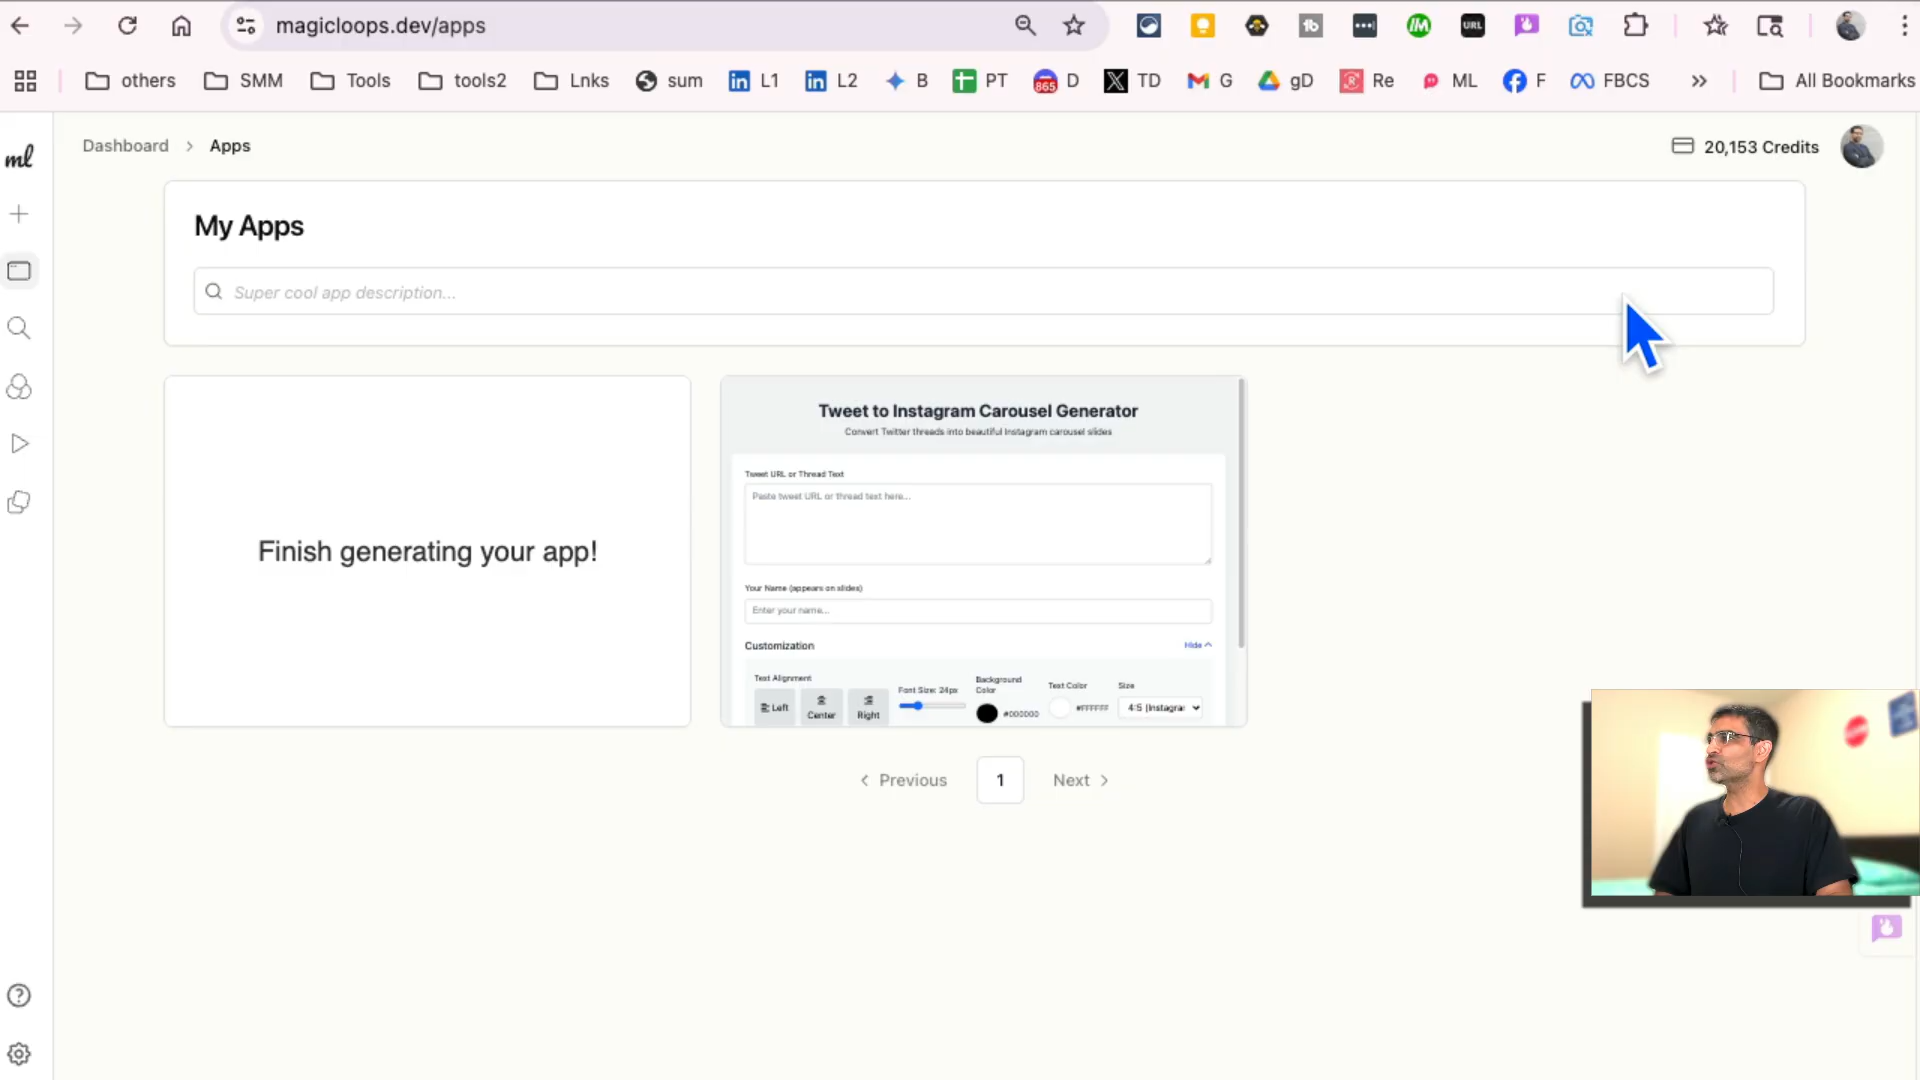 magicloops.dev/apps
others
SMM
Tools
tools2
Lnks
sum
L1
L2
B
PT
865
D
TD
G
gD
Re
ML
F
FBCS
All Bookmarks
ml
Dashboard
Apps
20,153 Credits
My Apps
Super cool app description...
Finish generating your app!
Tweet to Instagram Carousel Generator
Convert Twitter threads into beautiful Instagram carousel slides
Tweet URL or Thread Text
Paste tweet URL or thread text here...
Your Name (appears on slides)
Enter your name...
Customization
Hide
Text Alignment
Left
Center
Right
Font Size: 24px
Background Color
#000000
Text Color
#FFFFFF
Size
4:5 (Instagra
Previous
1
Next